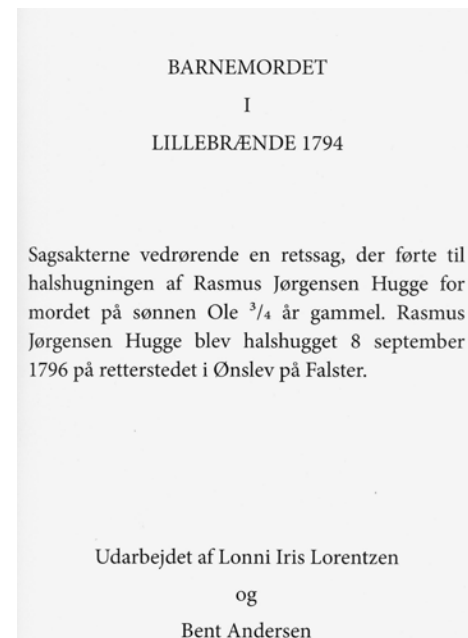 BARNEMORDET
I
LILLEBRÆNDE 1794
Sagsakterne vedrørende en retssag, der førte til
halshugningen af Rasmus Jørgensen Hugge for
mordet på sønnen Ole ³/₄ år gammel. Rasmus
Jørgensen Hugge blev halshugget 8 september
1796 på retterstedet i Ønslev på Falster.
Udarbejdet af Lonni Iris Lorentzen
og
Bent Andersen